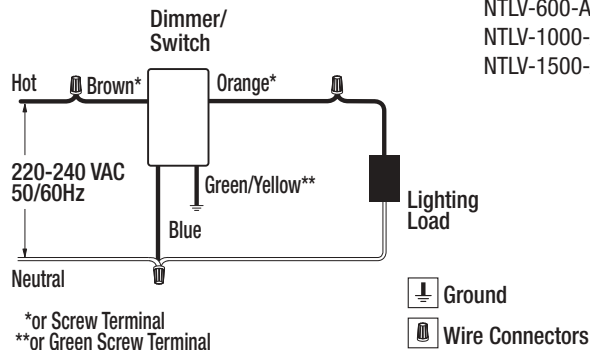 NTLV-600-A
NTLV-1000-
NTLV-1500-
Dimmer/
Switch
Hot
Brown*
Orange*
220-240 VAC
50/60Hz
Green/Yellow**
Lighting
Load
Blue
Neutral
*or Screw Terminal
**or Green Screw Terminal
Ground
Wire Connectors